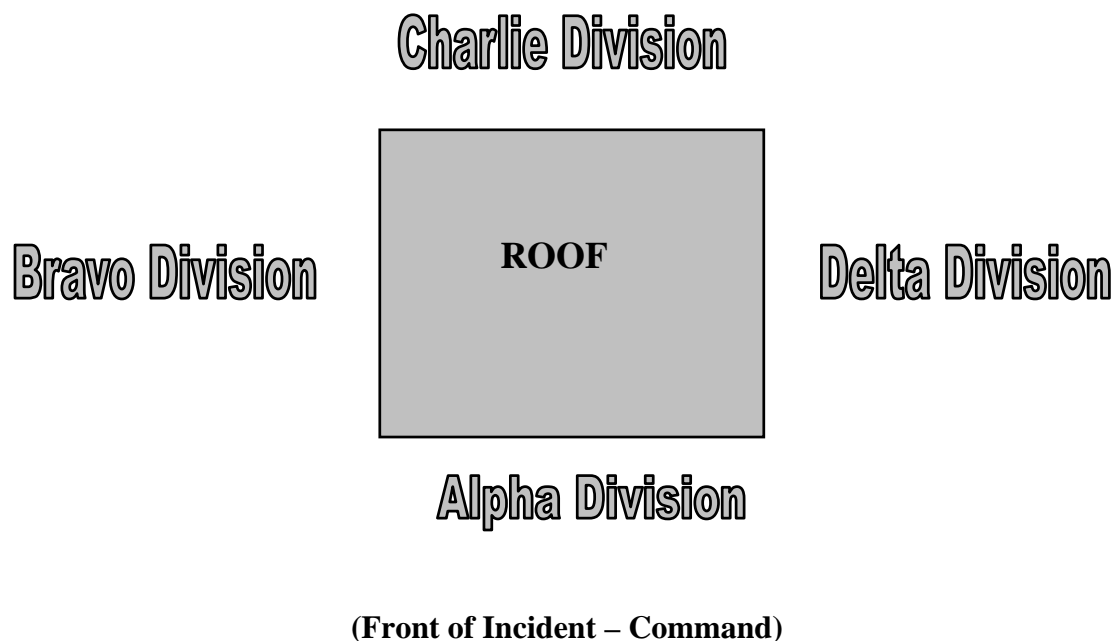 Charlie Division
Bravo Division
ROOF
Delta Division
Alpha Division
(Front of Incident – Command)